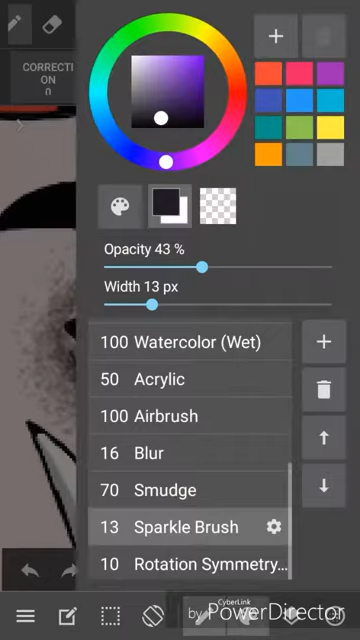 CORRECTI
ON
0
Opacity 43 %
Width 13 px
100 Watercolor (Wet)
50 Acrylic
100 Airbrush
16 Blur
70 Smudge
13 Sparkle Brush
10 Rotation Symmetry...
by CyberLink PowerDirector